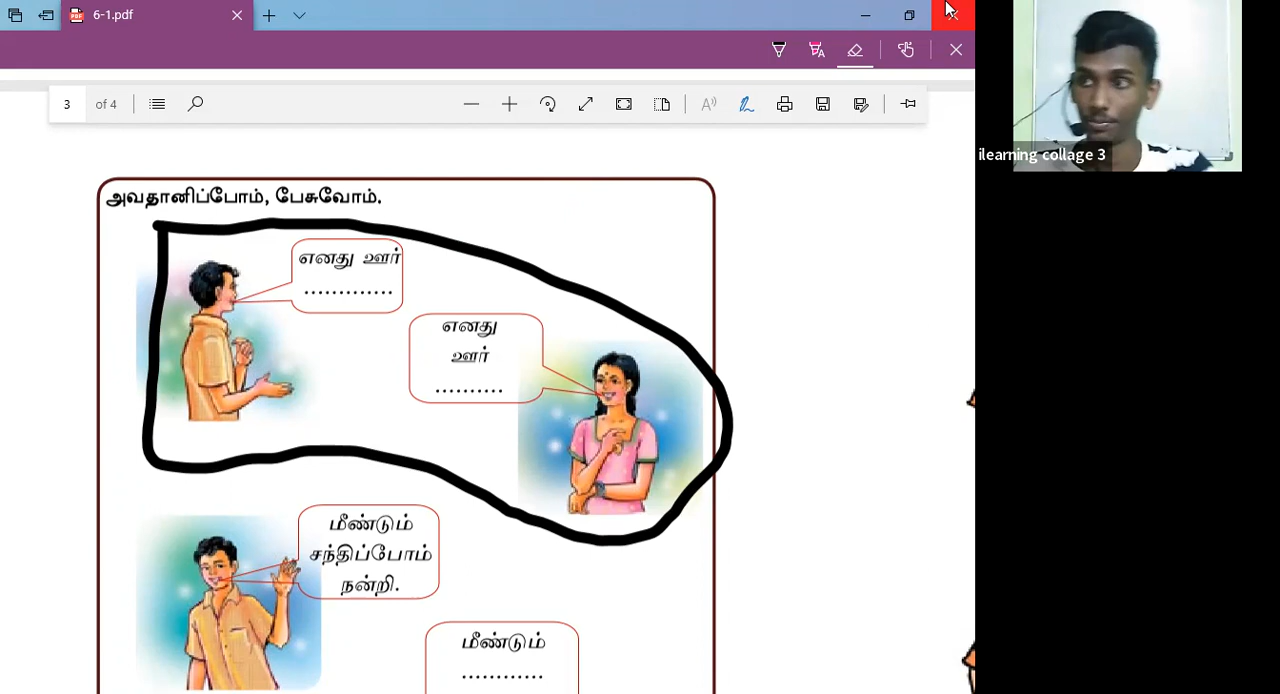 6-1.pdf
3 of 4
ilearning collage 3
அவதானிப்போம், பேசுவோம்.
எனது ஊர்
.............
எனது
ஊர்
..........
மீண்டும்
சந்திப்போம்
நன்றி.
மீண்டும்
............